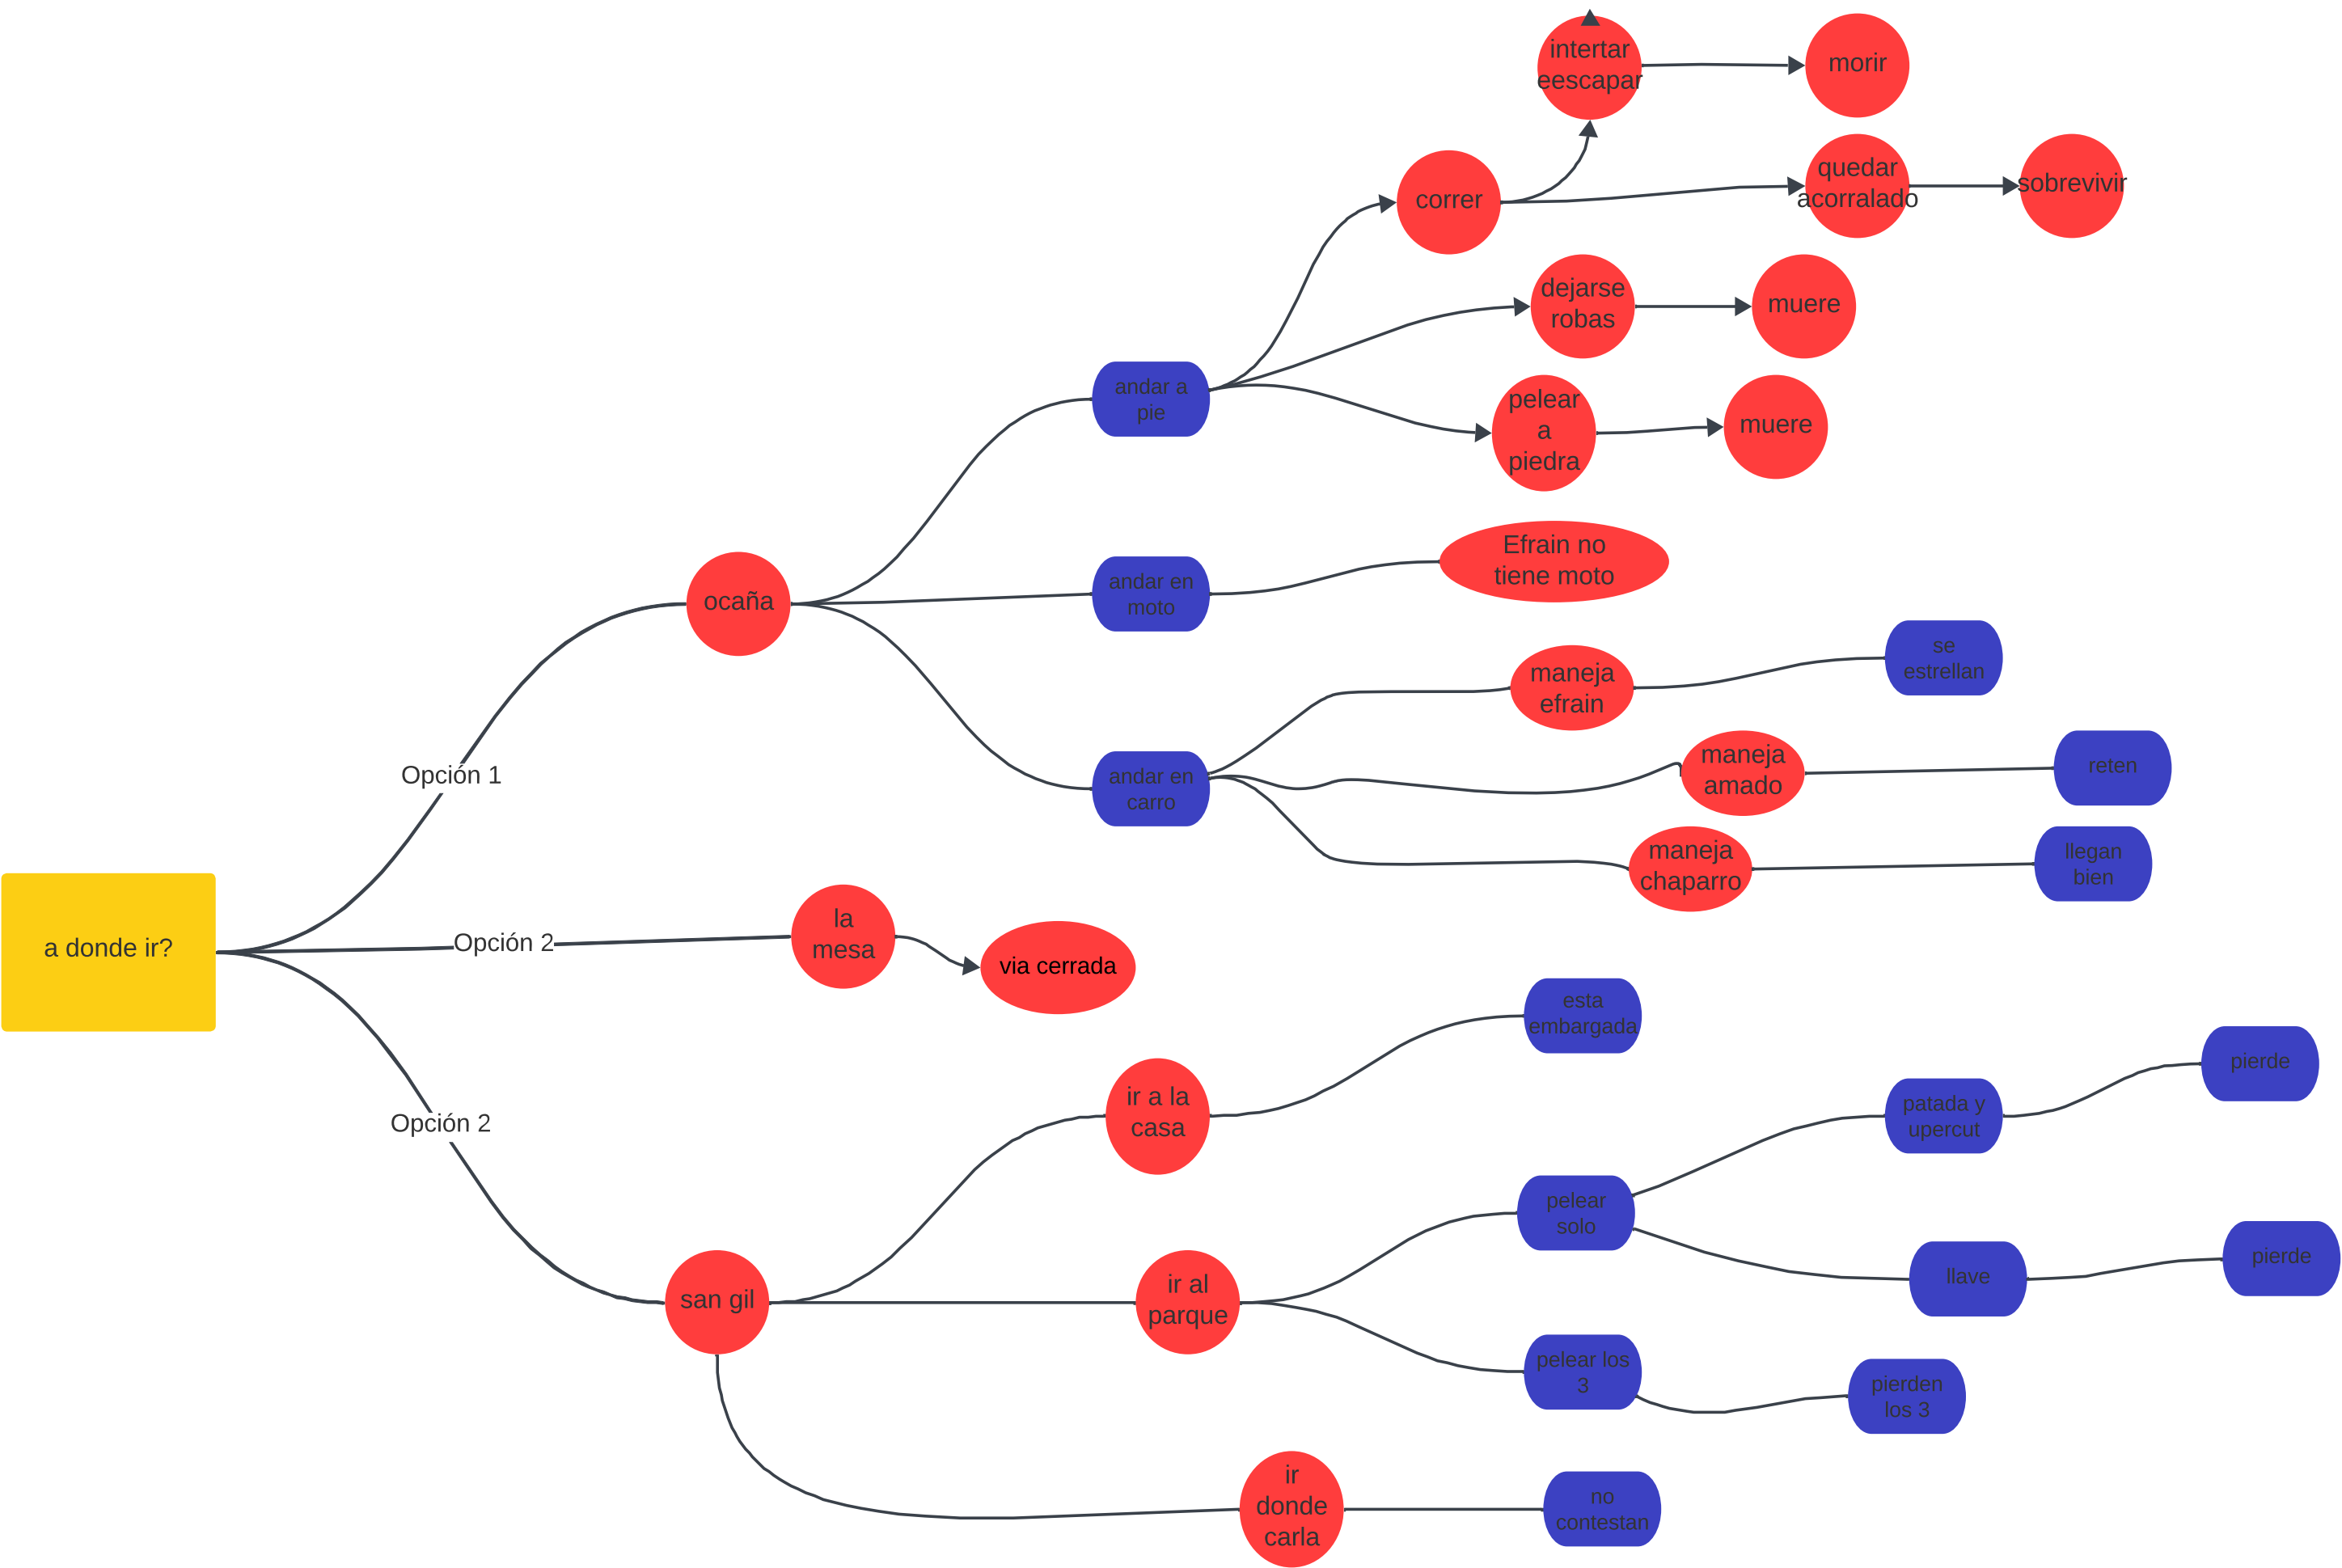 intertar
eescapar
morir
quedar
acorralado
sobrevivir
correr
dejarse
robas
muere
pelear
a
piedra
muere
andar a
pie
Efrain no
tiene moto
andar en
moto
ocaña
se
estrellan
maneja
efrain
maneja
amado
reten
andar en
carro
Opción 1
maneja
chaparro
llegan
bien
a donde ir?
Opción 2
la
mesa
via cerrada
esta
embargada
pierde
ir a la
casa
patada y
upercut
Opción 2
pelear
solo
llave
pierde
san gil
ir al
parque
pelear los
3
pierden
los 3
ir
donde
carla
no
contestan